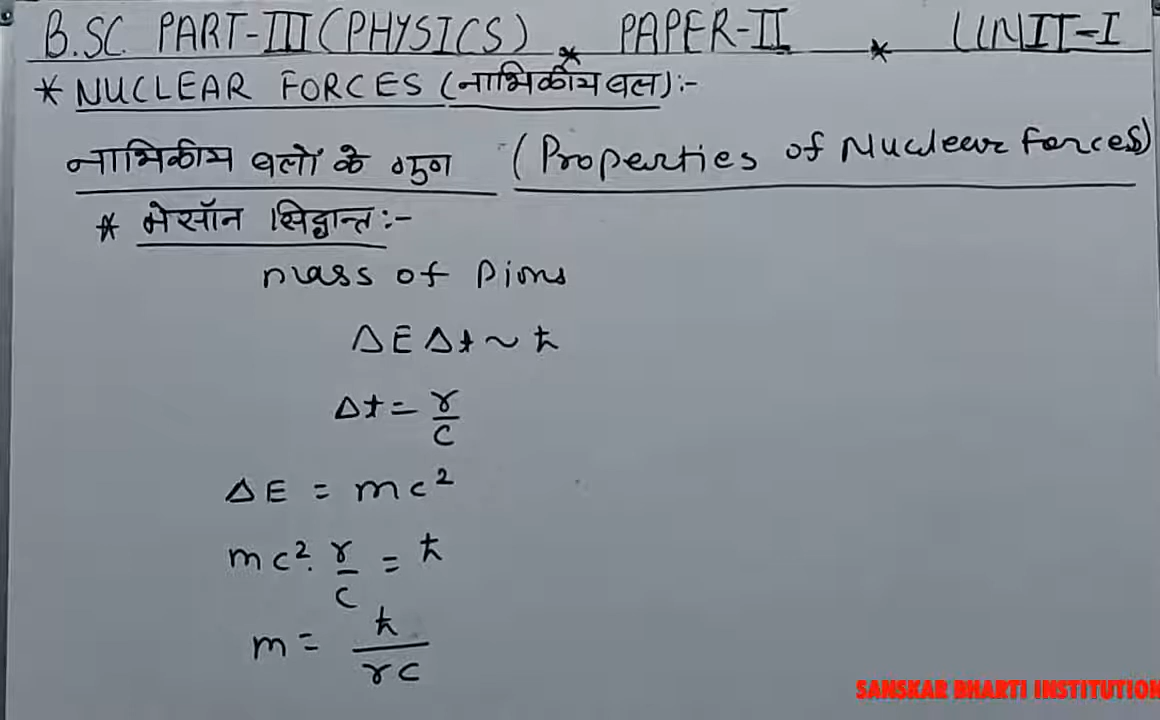 B.SC. PART-III (PHYSICS) * PAPER-II * UNIT-I
* NUCLEAR FORCES (नाभिकीय बल) :-
नाभिकीय बलों के गुण (Properties of Nuclear Forces)
* मेसॉन सिद्धान्त :-
mass of Pions
ΔEΔt ~ ħ
Δt = r/c
ΔE = mc²
mc². r/c = ħ
m = ħ/rc
SANSKAR BHARTI INSTITUTION